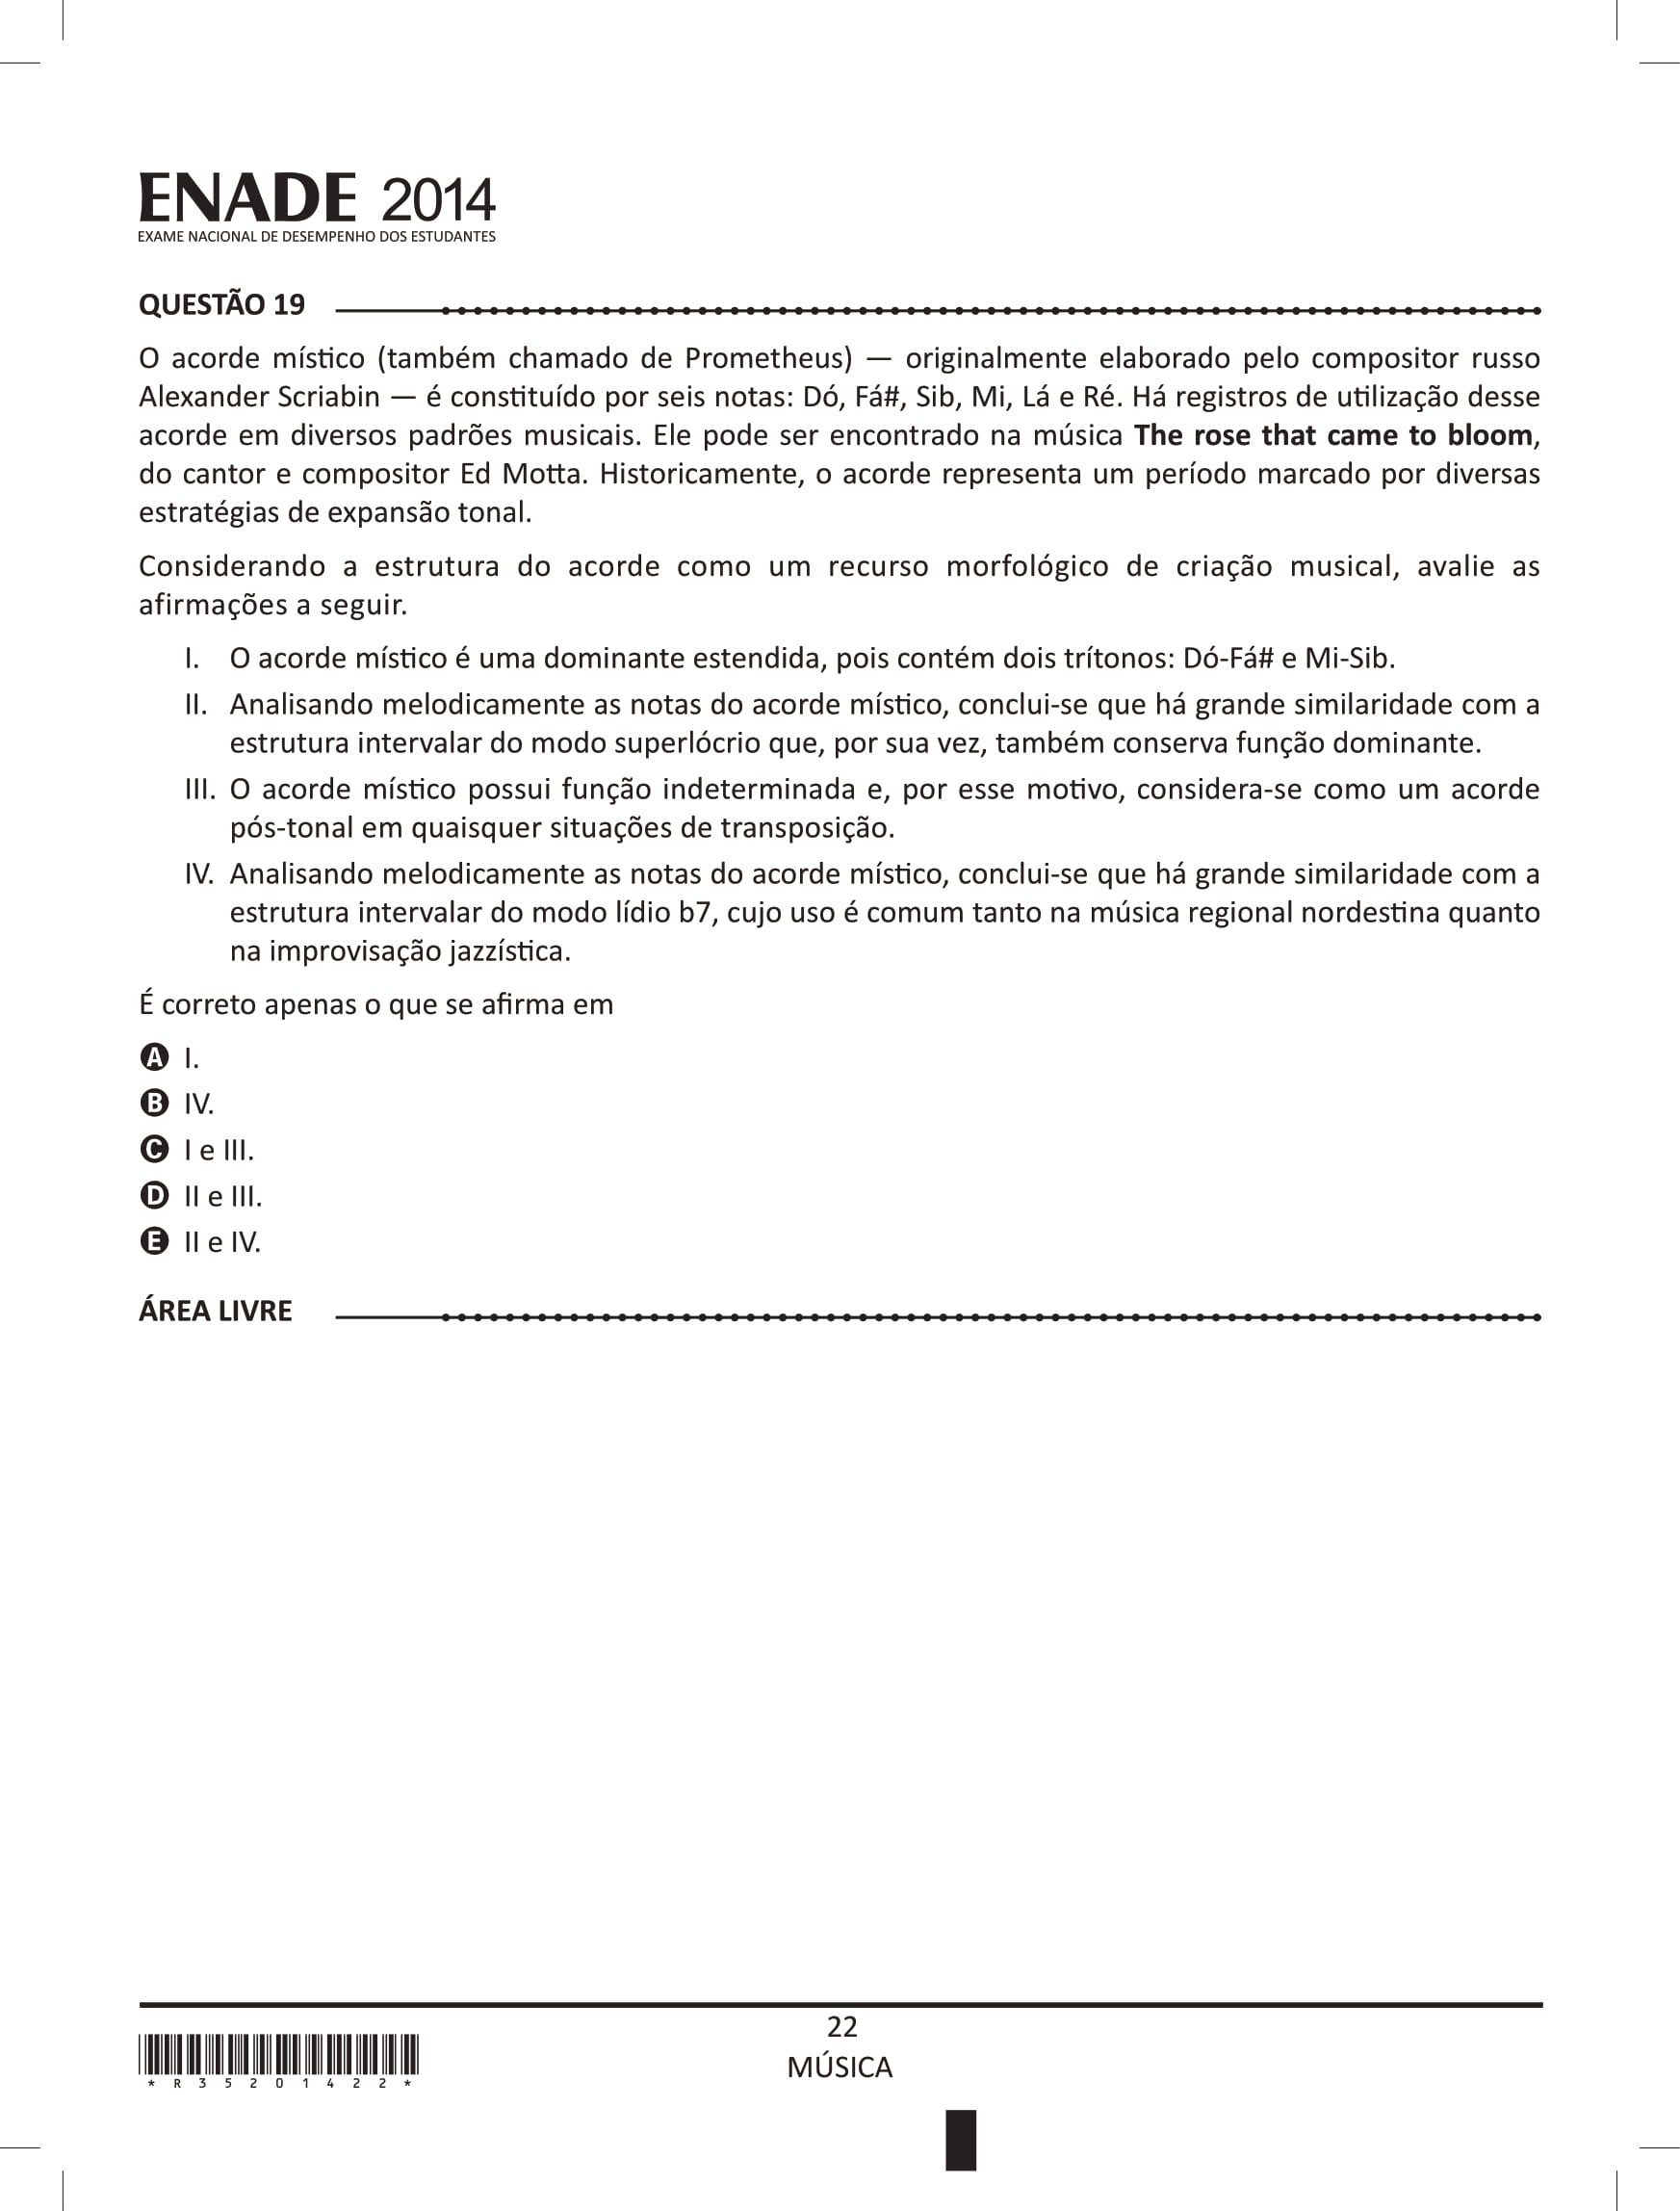 ENADE 2014
EXAME NACIONAL DE DESEMPENHO DOS ESTUDANTES
QUESTÃO 19
O acorde místico (também chamado de Prometheus) — originalmente elaborado pelo compositor russo
Alexander Scriabin — é constituído por seis notas: Dó, Fá#, Sib, Mi, Lá e Ré. Há registros de utilização desse
acorde em diversos padrões musicais. Ele pode ser encontrado na música The rose that came to bloom,
do cantor e compositor Ed Motta. Historicamente, o acorde representa um período marcado por diversas
estratégias de expansão tonal.
Considerando a estrutura do acorde como um recurso morfológico de criação musical, avalie as
afirmações a seguir.
I. O acorde místico é uma dominante estendida, pois contém dois trítonos: Dó-Fá# e Mi-Sib.
II. Analisando melodicamente as notas do acorde místico, conclui-se que há grande similaridade com a
estrutura intervalar do modo superlócrio que, por sua vez, também conserva função dominante.
III. O acorde místico possui função indeterminada e, por esse motivo, considera-se como um acorde
pós-tonal em quaisquer situações de transposição.
IV. Analisando melodicamente as notas do acorde místico, conclui-se que há grande similaridade com a
estrutura intervalar do modo lídio b7, cujo uso é comum tanto na música regional nordestina quanto
na improvisação jazzística.
É correto apenas o que se afirma em
A I.
B IV.
C I e III.
D II e III.
E II e IV.
ÁREA LIVRE
22
MÚSICA
* R 3 5 2 0 1 4 2 2 *